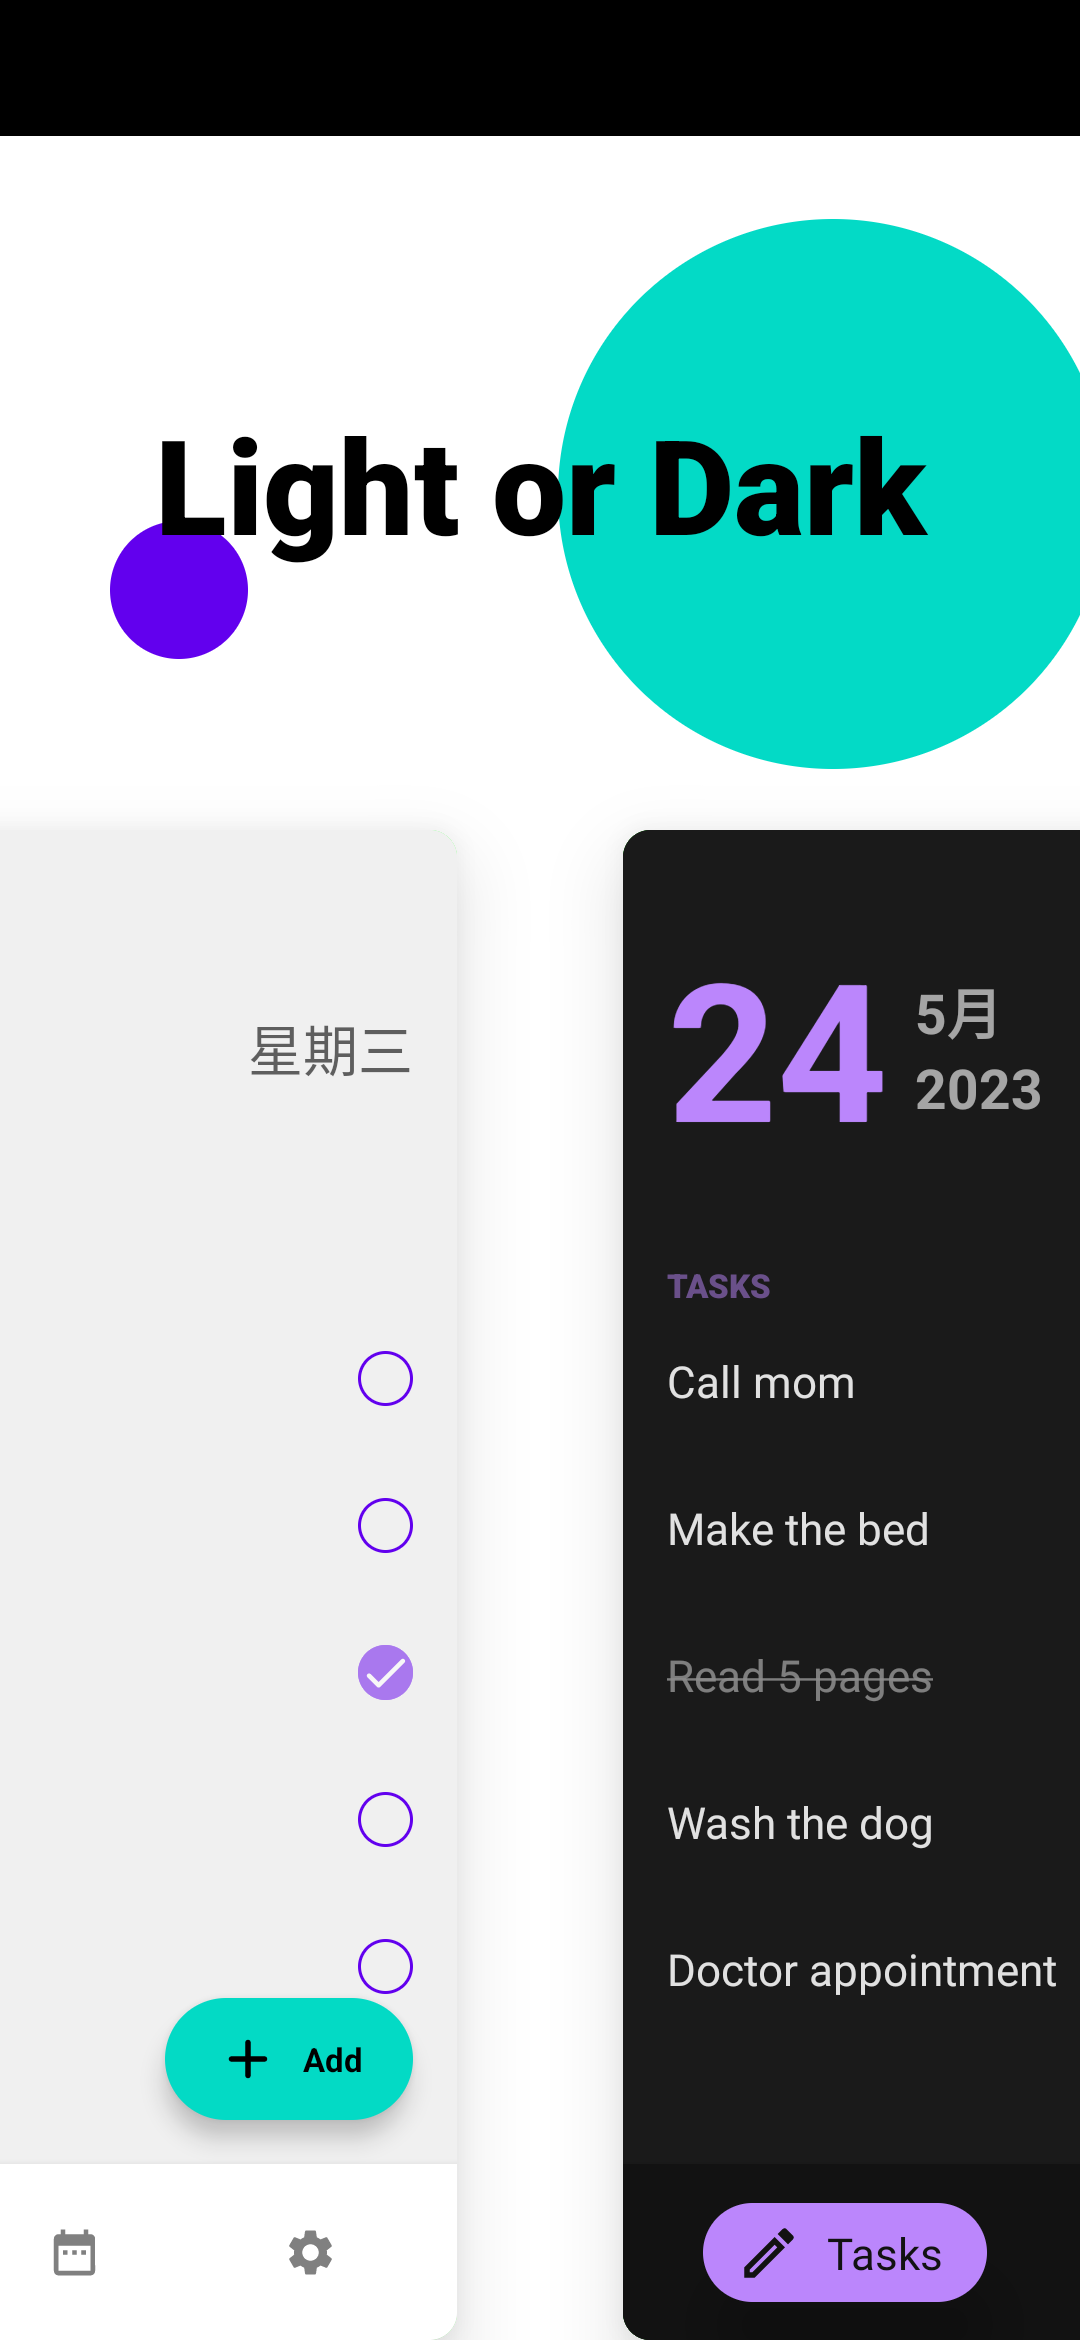 Light or Dark
星期三
Add
24
5月
2023
TASKS
Call mom
Make the bed
Read 5 pages
Wash the dog
Doctor appointment
Tasks